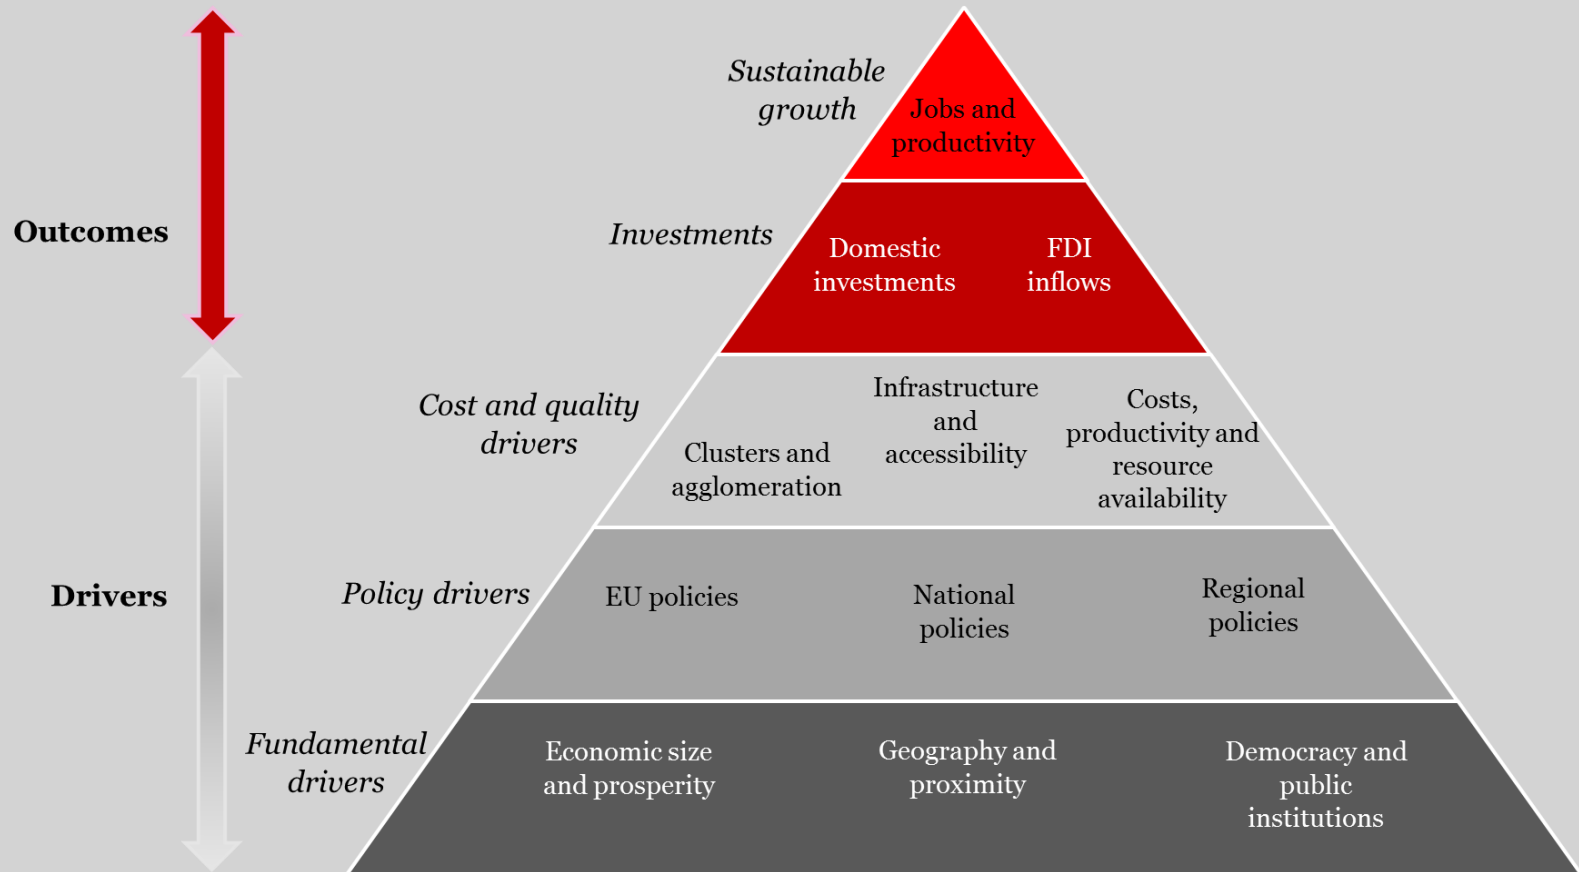 Sustainable
growth
Jobs and
productivity
Outcomes
Investments
Domestic
investments
FDI
inflows
Cost and quality
drivers
Clusters and
agglomeration
Infrastructure
and
accessibility
Costs,
productivity and
resource
availability
Drivers
Policy drivers
EU policies
National
policies
Regional
policies
Fundamental
drivers
Economic size
and prosperity
Geography and
proximity
Democracy and
public
institutions